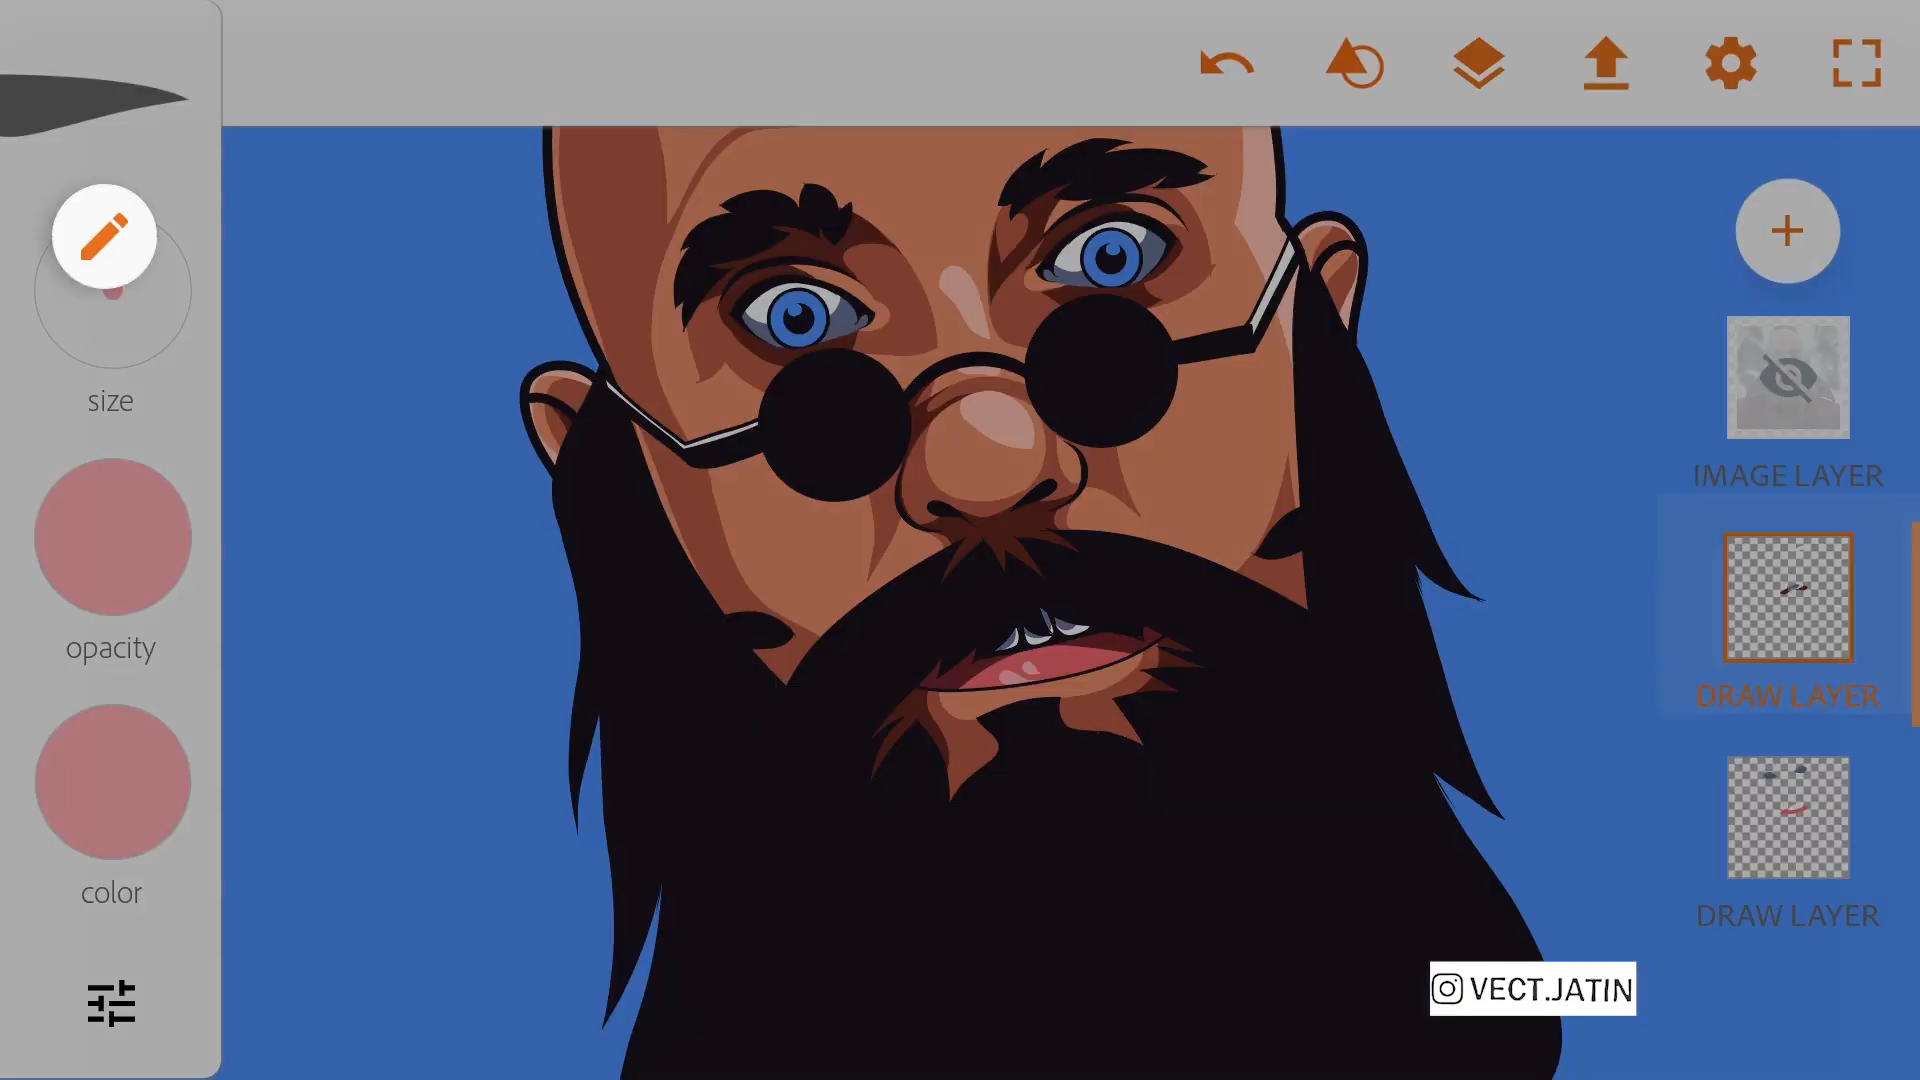 size
opacity
color
IMAGE LAYER
DRAW LAYER
DRAW LAYER
VECT.JATIN